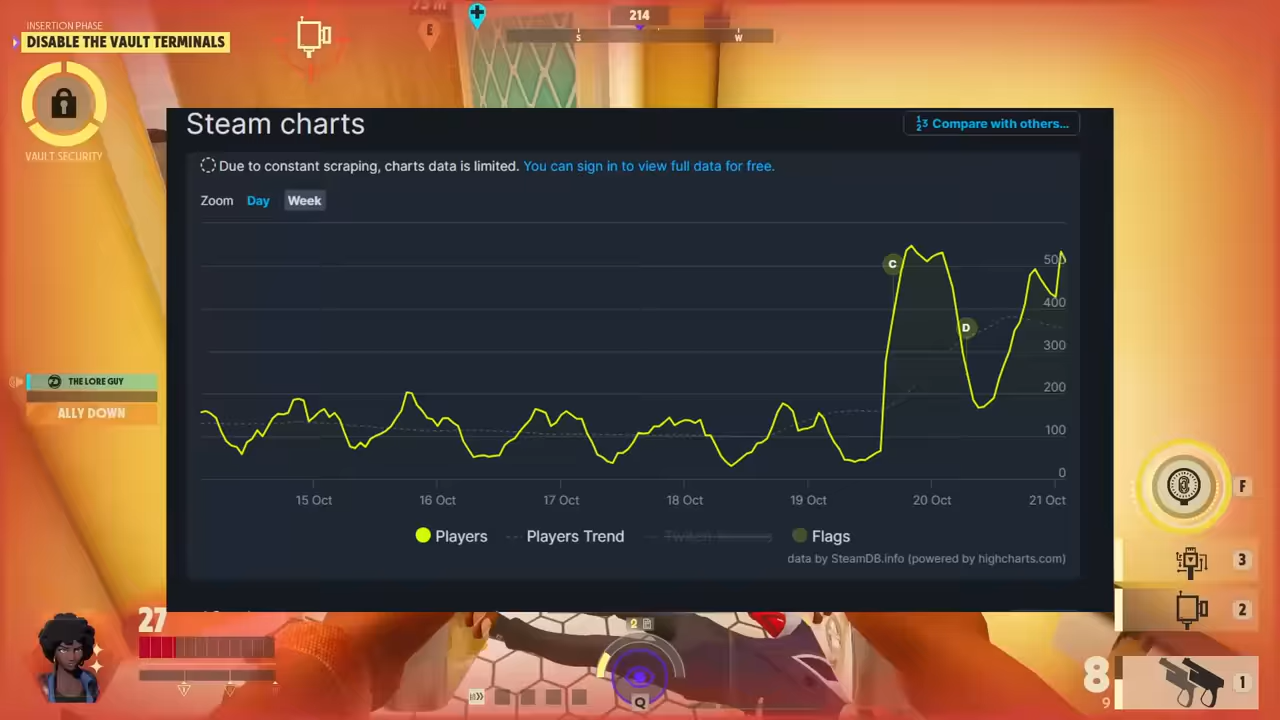 INSERTION PHASE
DISABLE THE VAULT TERMINALS
VAULT SECURITY
E
214
S
W
Steam charts
Compare with others...
Due to constant scraping, charts data is limited. You can sign in to view full data for free.
Zoom Day Week
C
D
500
400
300
200
100
0
15 Oct 16 Oct 17 Oct 18 Oct 19 Oct 20 Oct 21 Oct
Players Players Trend Flags
data by SteamDB.info (powered by highcharts.com)
THE LORE GUY
ALLY DOWN
F
3
2
1
27
2
Q
8
9